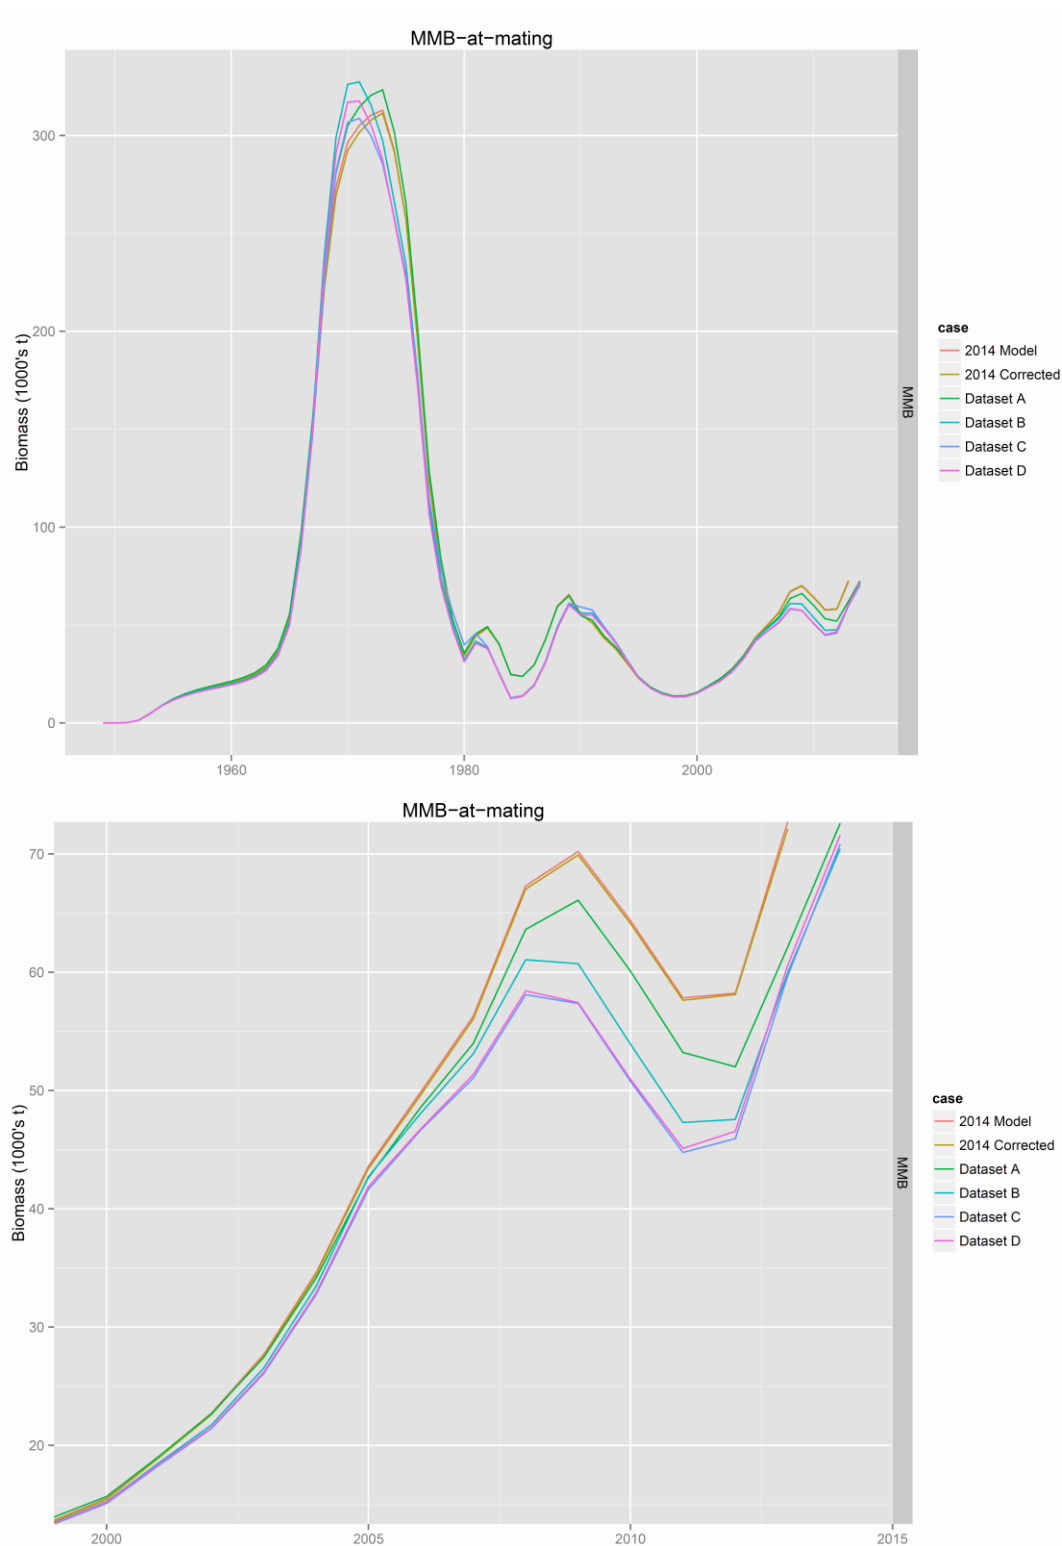 MMB-at-mating
300
200
100
0
Biomass (1000's t)
1960
1980
2000
MMB
case
2014 Model
2014 Corrected
Dataset A
Dataset B
Dataset C
Dataset D
MMB-at-mating
70
60
50
40
30
20
Biomass (1000's t)
2000
2005
2010
2015
MMB
case
2014 Model
2014 Corrected
Dataset A
Dataset B
Dataset C
Dataset D